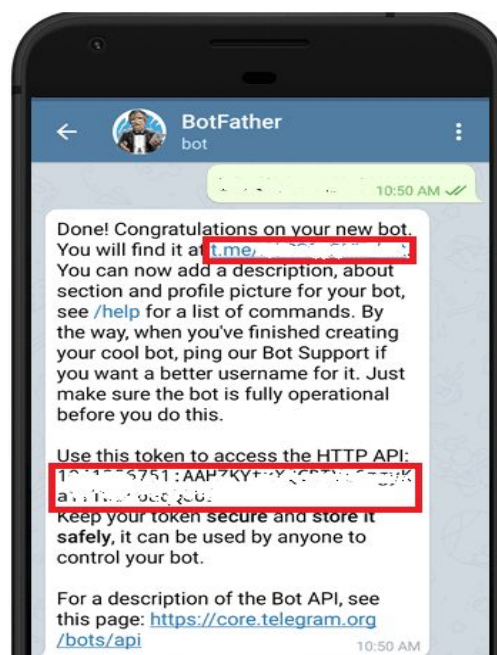 BotFather
bot
10:50 AM
Done! Congratulations on your new bot.
You will find it at t.me/
You can now add a description, about
section and profile picture for your bot,
see /help for a list of commands. By
the way, when you've finished creating
your cool bot, ping our Bot Support if
you want a better username for it. Just
make sure the bot is fully operational
before you do this.
Use this token to access the HTTP API:
Keep your token secure and store it
safely, it can be used by anyone to
control your bot.
For a description of the Bot API, see
this page: https://core.telegram.org
/bots/api
10:50 AM